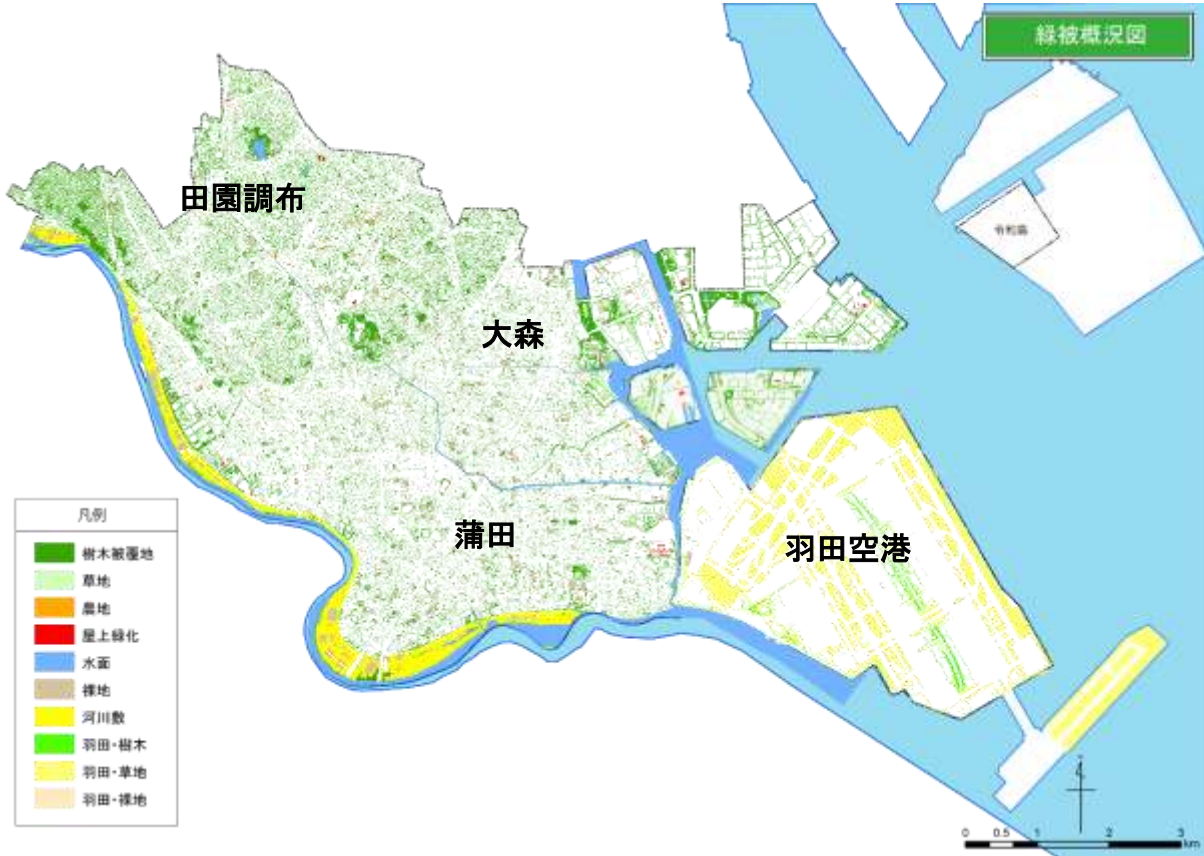 緑被概況図
令和島
田園調布
大森
蒲田
羽田空港
凡例
樹木被覆地
草地
農地
屋上緑化
水面
裸地
河川敷
羽田・樹木
羽田・草地
羽田・裸地
0 0.5 1 2 3
km